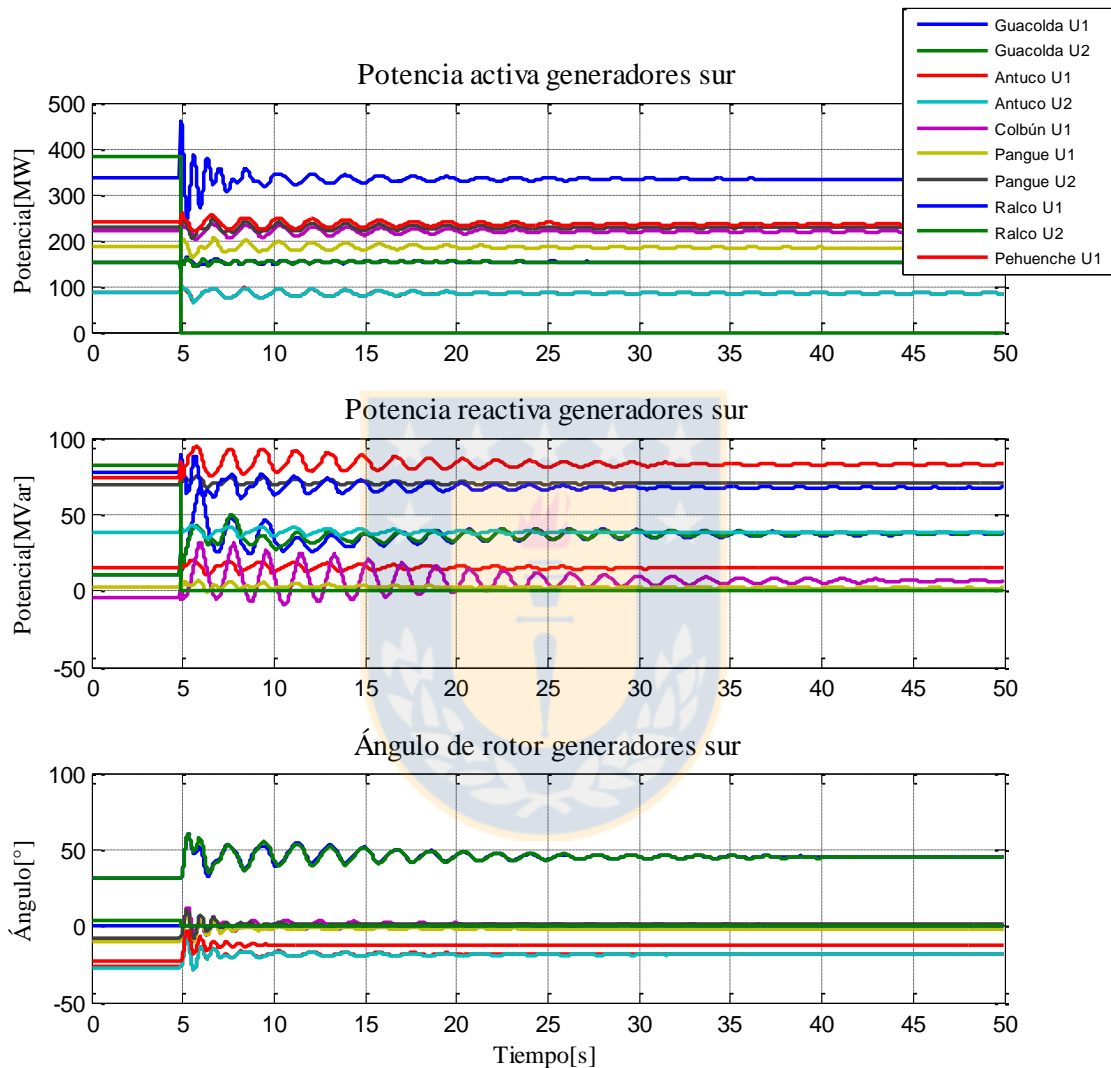 Guacolda U1
Guacolda U2
Antuco U1
Antuco U2
Colbún U1
Pangue U1
Pangue U2
Ralco U1
Ralco U2
Pehuenche U1
Potencia activa generadores sur
Potencia[MW]
500
400
300
200
100
0
0 5 10 15 20 25 30 35 40 45 50
Potencia reactiva generadores sur
Potencia[MVar]
100
50
0
-50
0 5 10 15 20 25 30 35 40 45 50
Ángulo de rotor generadores sur
Ángulo[°]
100
50
0
-50
0 5 10 15 20 25 30 35 40 45 50
Tiempo[s]